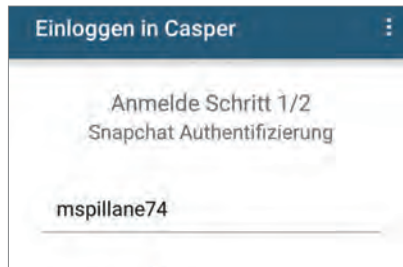 Einloggen in Casper
Anmelde Schritt 1/2
Snapchat Authentifizierung
mspillane74